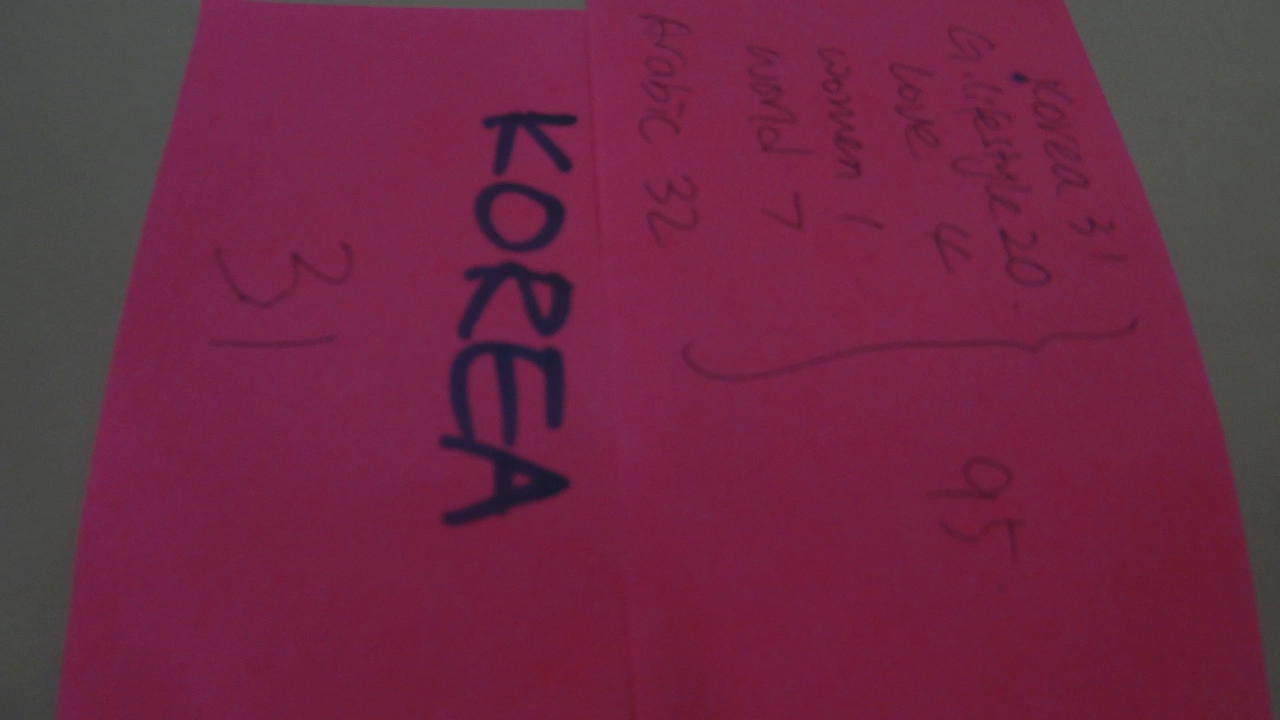 Korea 31
G.lifestyle 20
love 4
women 1
world 7
Arabic 32
95
KOREA
31